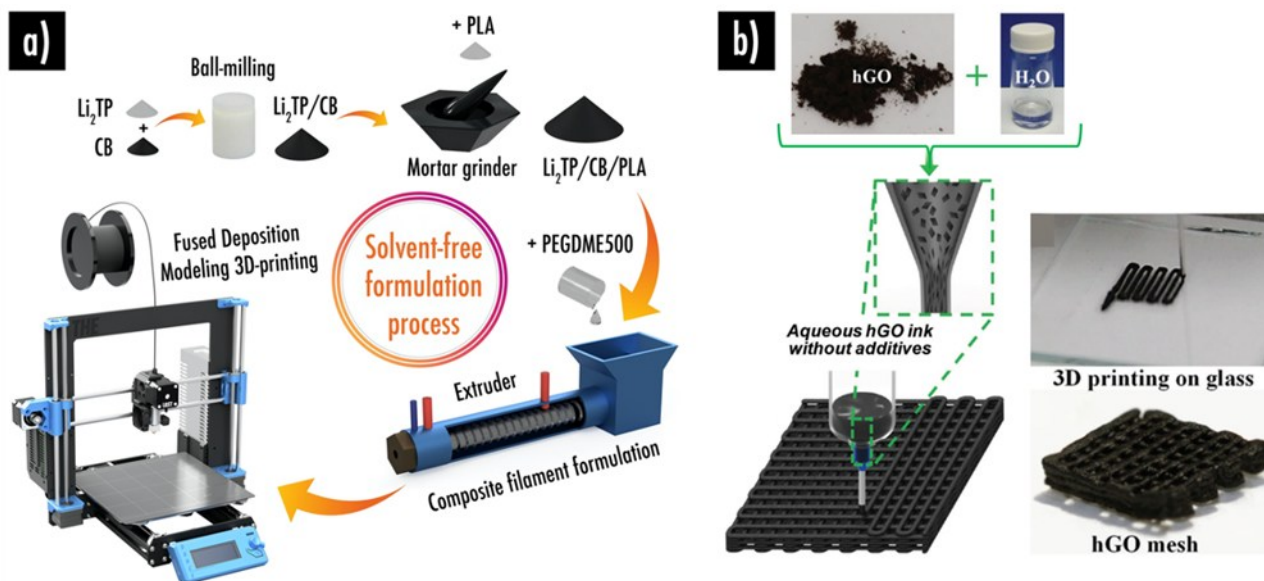 a)
+ PLA
Ball-milling
Li₂TP
+
CB
Li₂TP/CB
Mortar grinder
Li₂TP/CB/PLA
Fused Deposition
Modeling 3D-printing
Solvent-free
formulation
process
+ PEGDME500
Extruder
Composite filament formulation
b)
hGO
+
H₂O
Aqueous hGO ink
without additives
3D printing on glass
hGO mesh